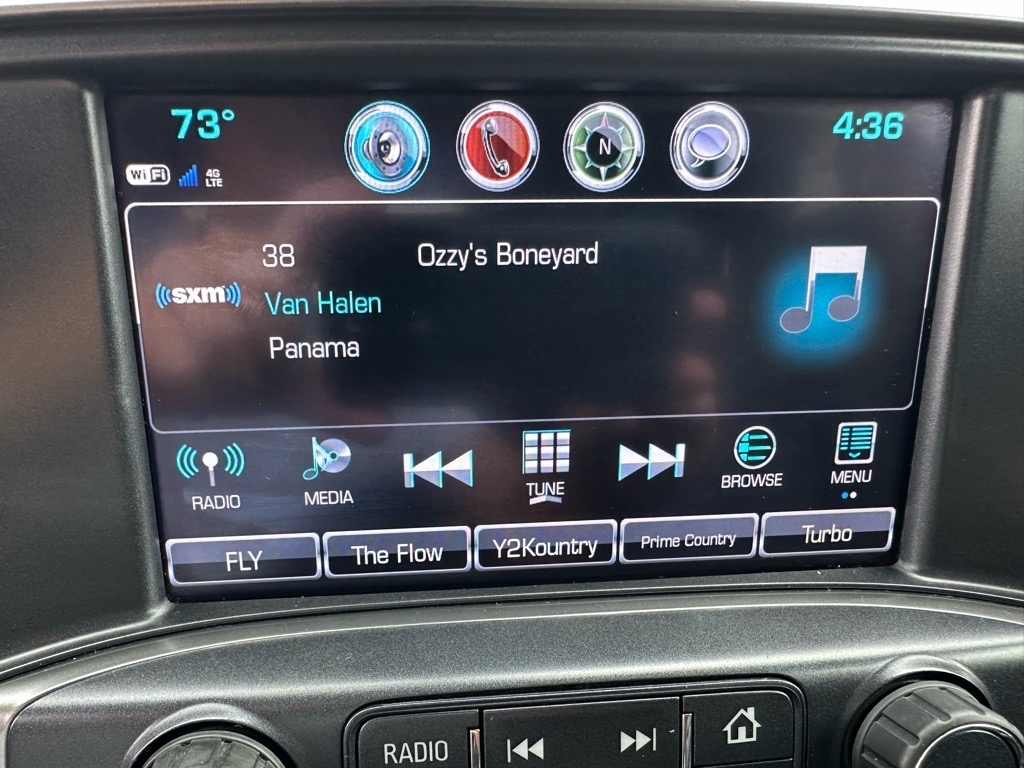 73°
4:36
WiFi
4G
LTE
N
38
Ozzy's Boneyard
((sxm))
Van Halen
Panama
RADIO
MEDIA
TUNE
BROWSE
MENU
FLY
The Flow
Y2Kountry
Prime Country
Turbo
RADIO